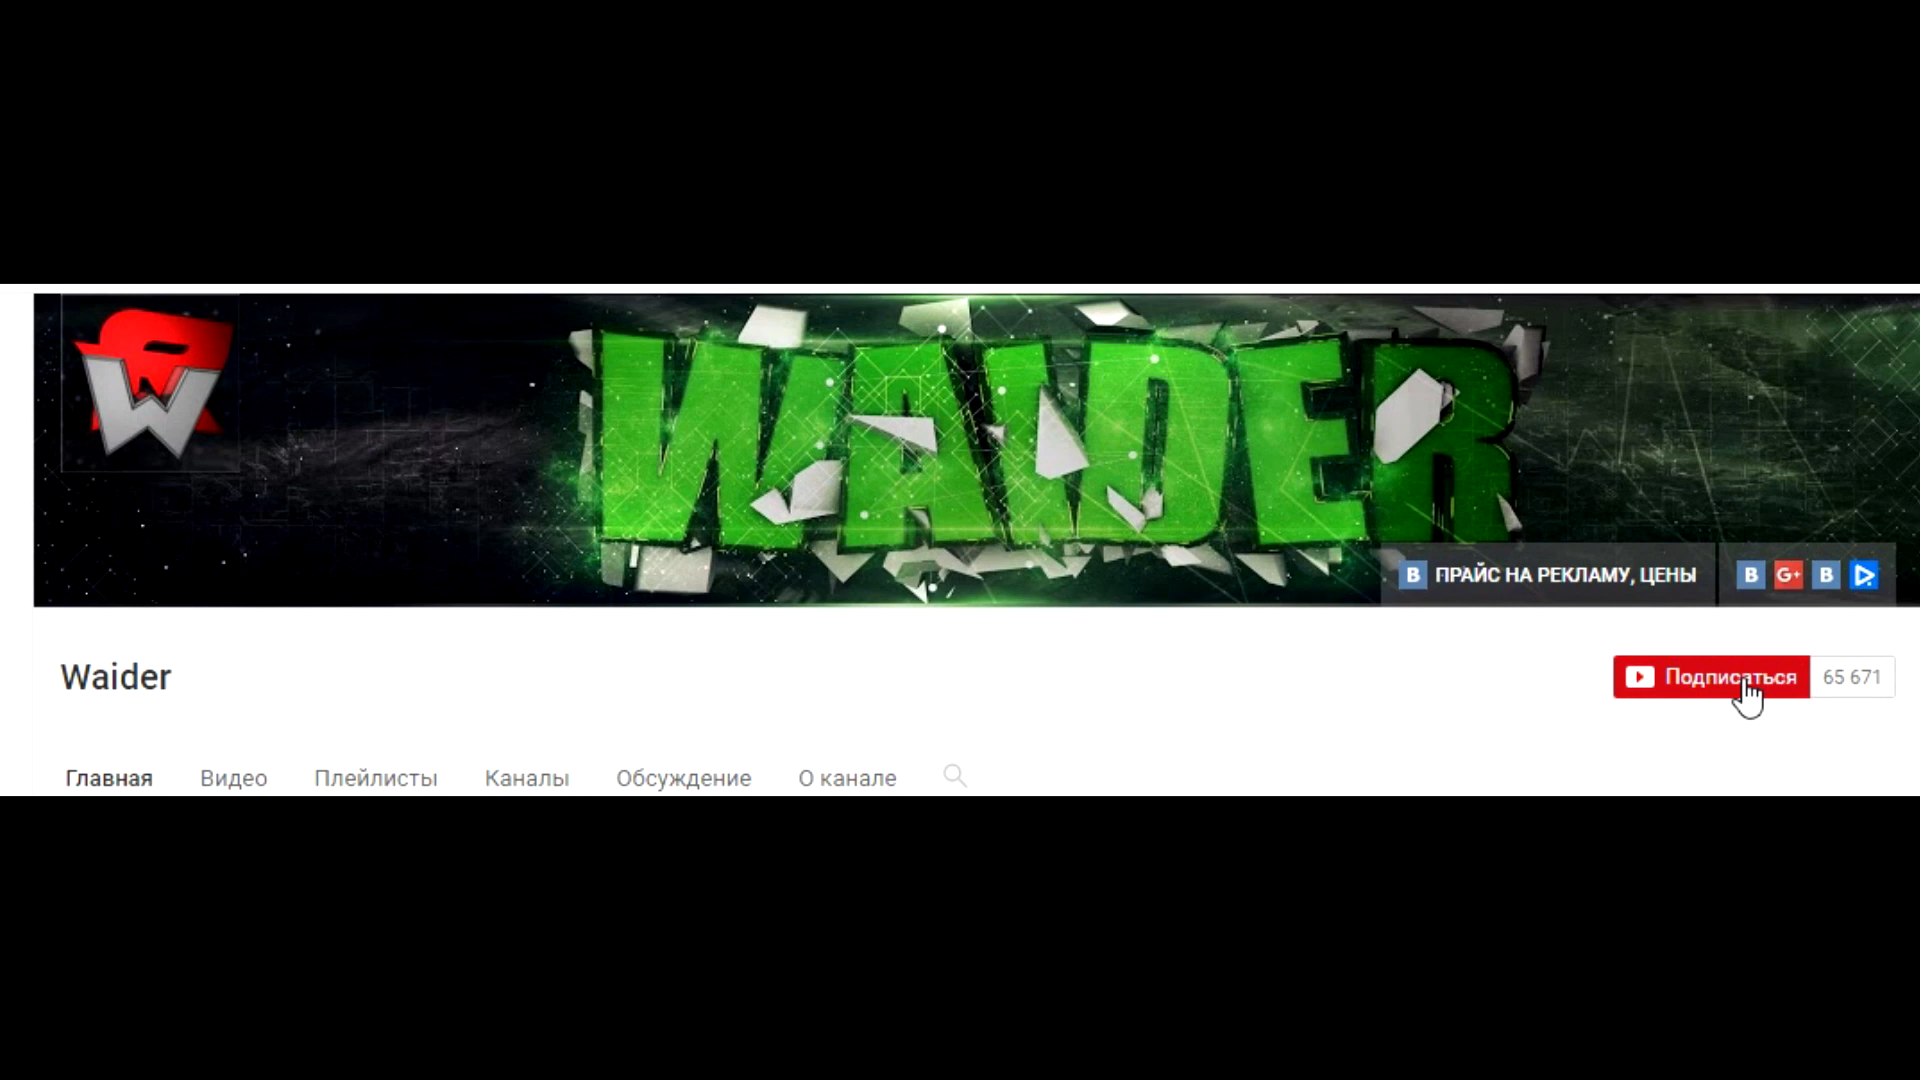 WAIDER
В ПРАЙС НА РЕКЛАМУ, ЦЕНЫ В G+ В
Waider
Подписаться 65 671
Главная Видео Плейлисты Каналы Обсуждение О канале